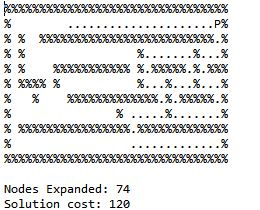 %%%%%%%%%%%%%%%%%%%%%%%%%%%%%%%%
%        .....................P%
% %  %%%%%%%%%%%%%%%%%%%%%%%%%.%
% %                %.......%...%
% %    %%%%%%%%%%% %.%%%%%.%.%%%
% %%%% %           %...%...%...%
%   %    %%%%%%%%%%%%%.%.%%%%%.%
%               % .....%.......%
% %%%%%%%%%%%%%%%%.%%%%%%%%%%%%%
%                 .............%
%%%%%%%%%%%%%%%%%%%%%%%%%%%%%%%%
Nodes Expanded: 74
Solution cost: 120